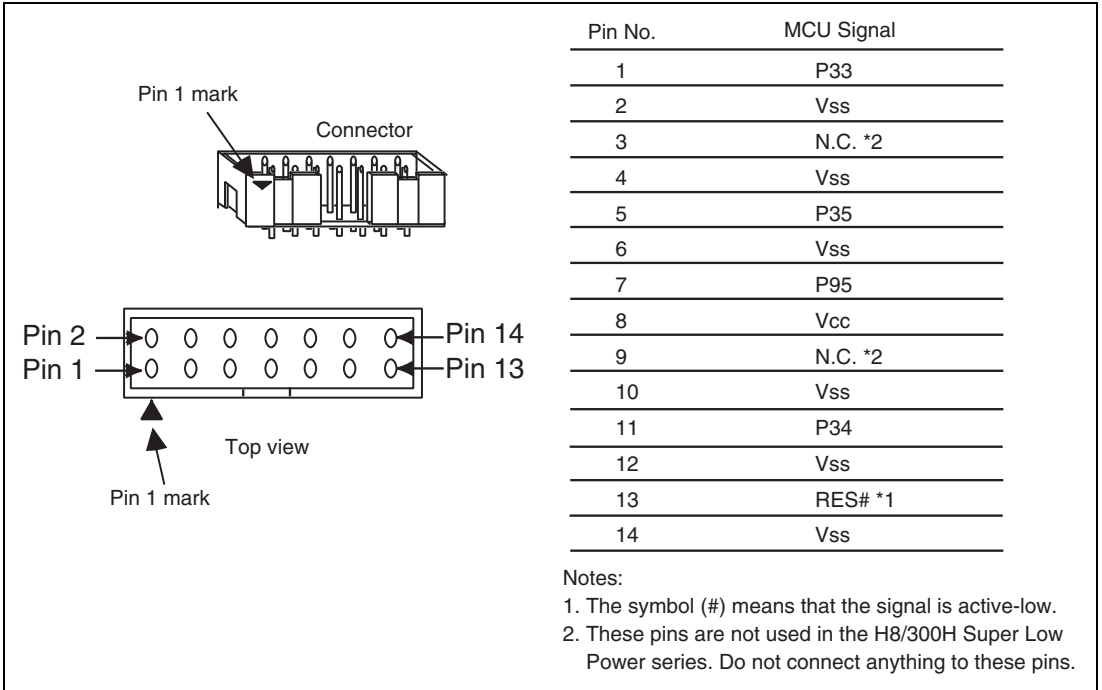 Pin 1 mark
Connector
Pin 2
Pin 14
Pin 1
Pin 13
Top view
Pin 1 mark
Pin No. MCU Signal
1 P33
2 Vss
3 N.C. *2
4 Vss
5 P35
6 Vss
7 P95
8 Vcc
9 N.C. *2
10 Vss
11 P34
12 Vss
13 RES# *1
14 Vss
Notes:
1. The symbol (#) means that the signal is active-low.
2. These pins are not used in the H8/300H Super Low
Power series. Do not connect anything to these pins.